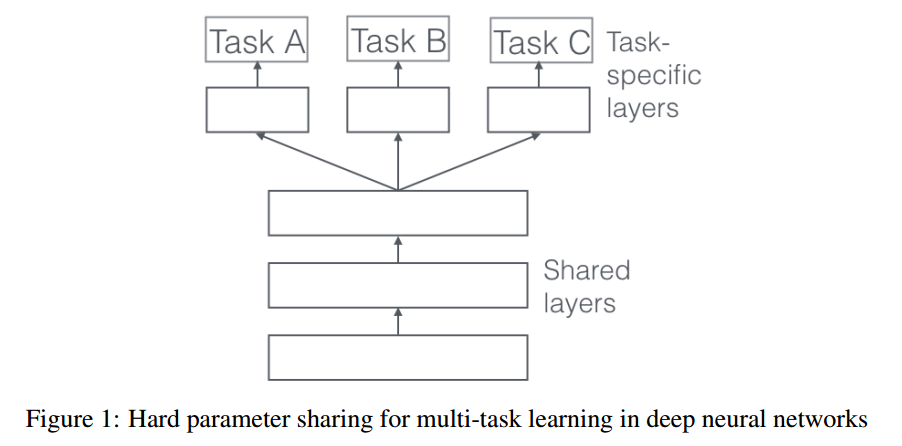 Task A
Task B
Task C
Task-
specific
layers
Shared
layers
Figure 1: Hard parameter sharing for multi-task learning in deep neural networks